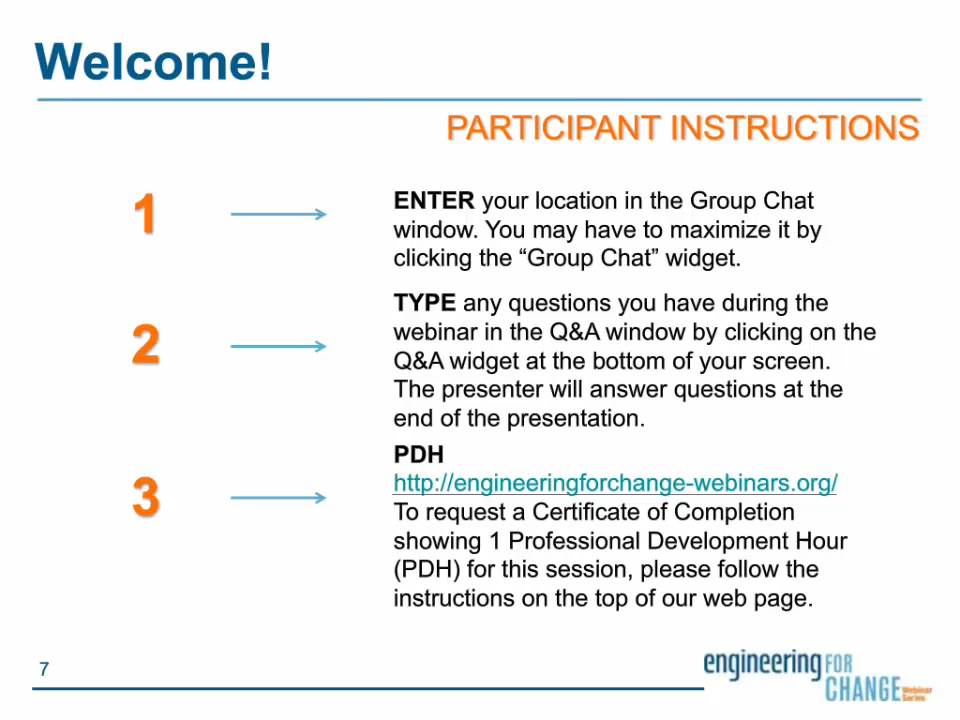 Welcome!
PARTICIPANT INSTRUCTIONS
1
ENTER your location in the Group Chat
window. You may have to maximize it by
clicking the “Group Chat” widget.
2
TYPE any questions you have during the
webinar in the Q&A window by clicking on the
Q&A widget at the bottom of your screen.
The presenter will answer questions at the
end of the presentation.
3
PDH
http://engineeringforchange-webinars.org/
To request a Certificate of Completion
showing 1 Professional Development Hour
(PDH) for this session, please follow the
instructions on the top of our web page.
7
engineering FOR
CHANGE Webinar
Series